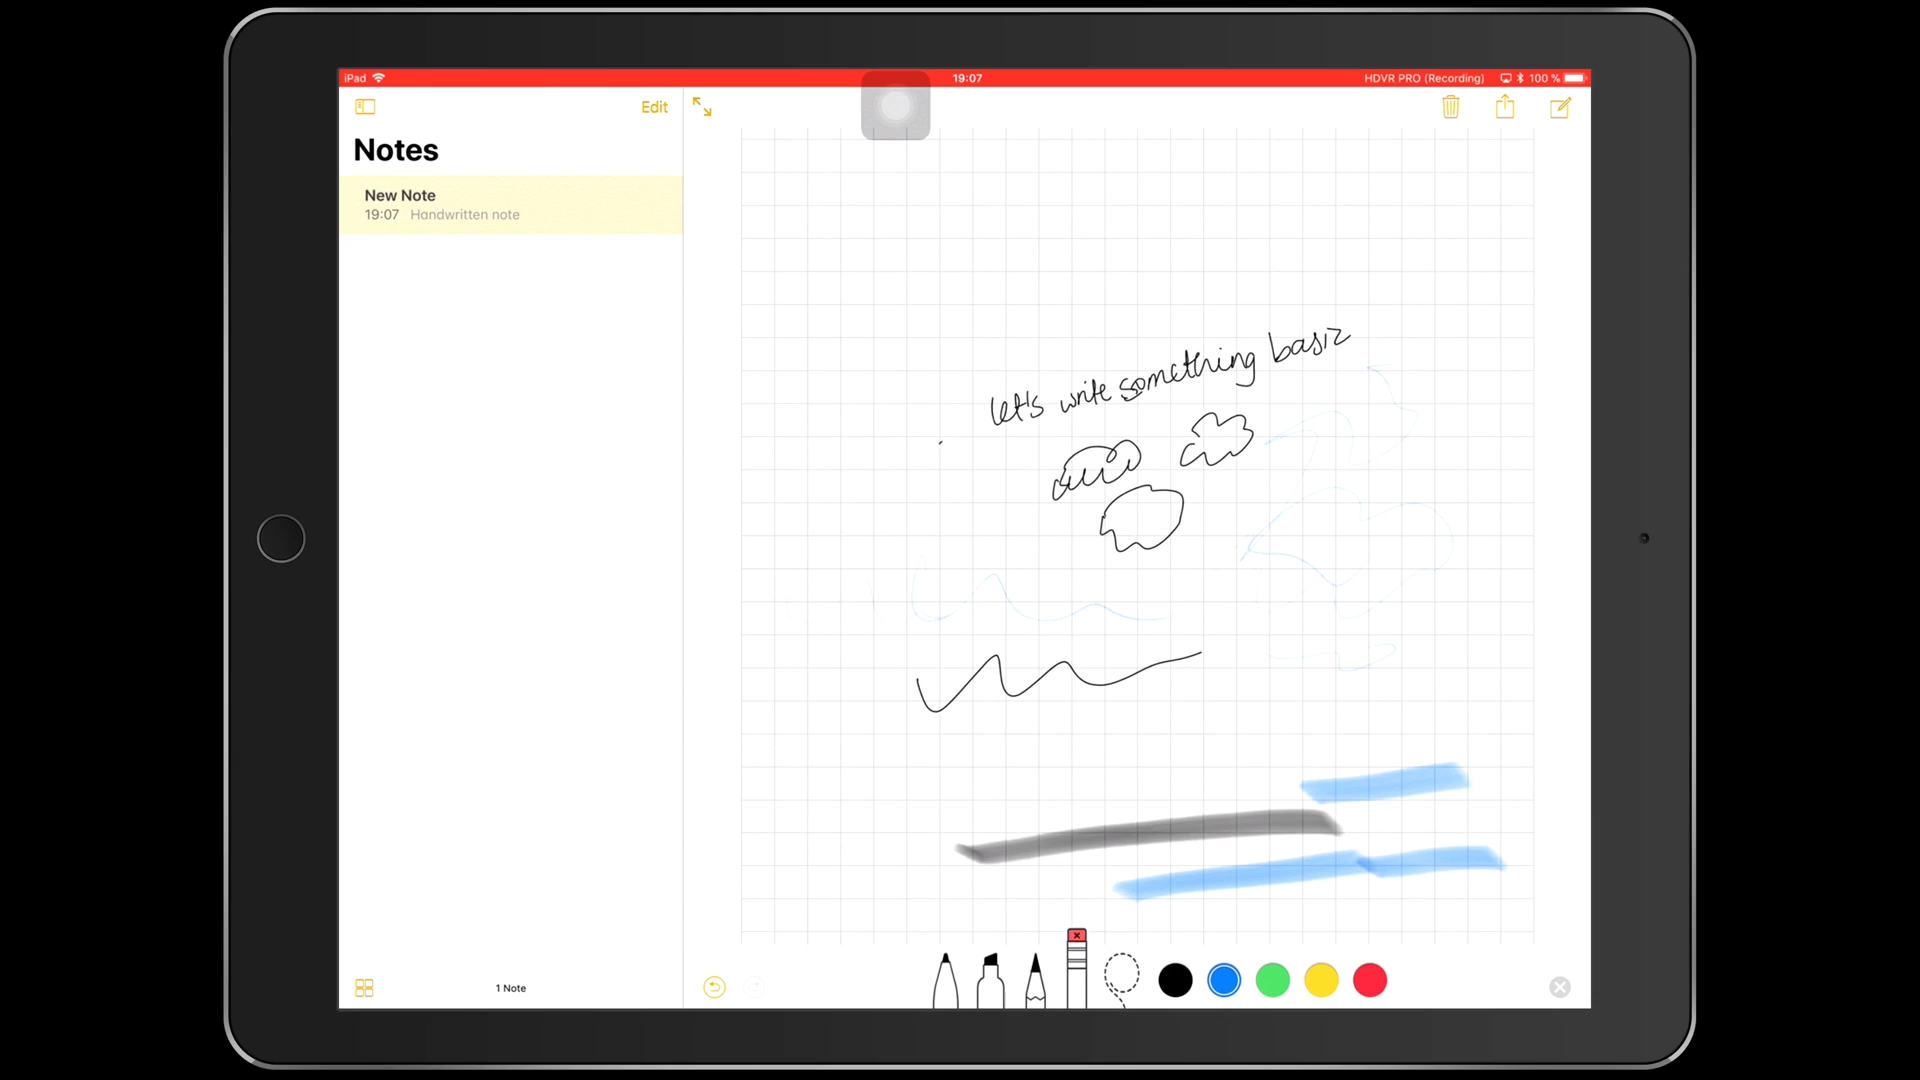 iPad 19:07 HDVR PRO (Recording) 100 %
Edit
Notes
New Note
19:07 Handwritten note
let's write something basic
1 Note